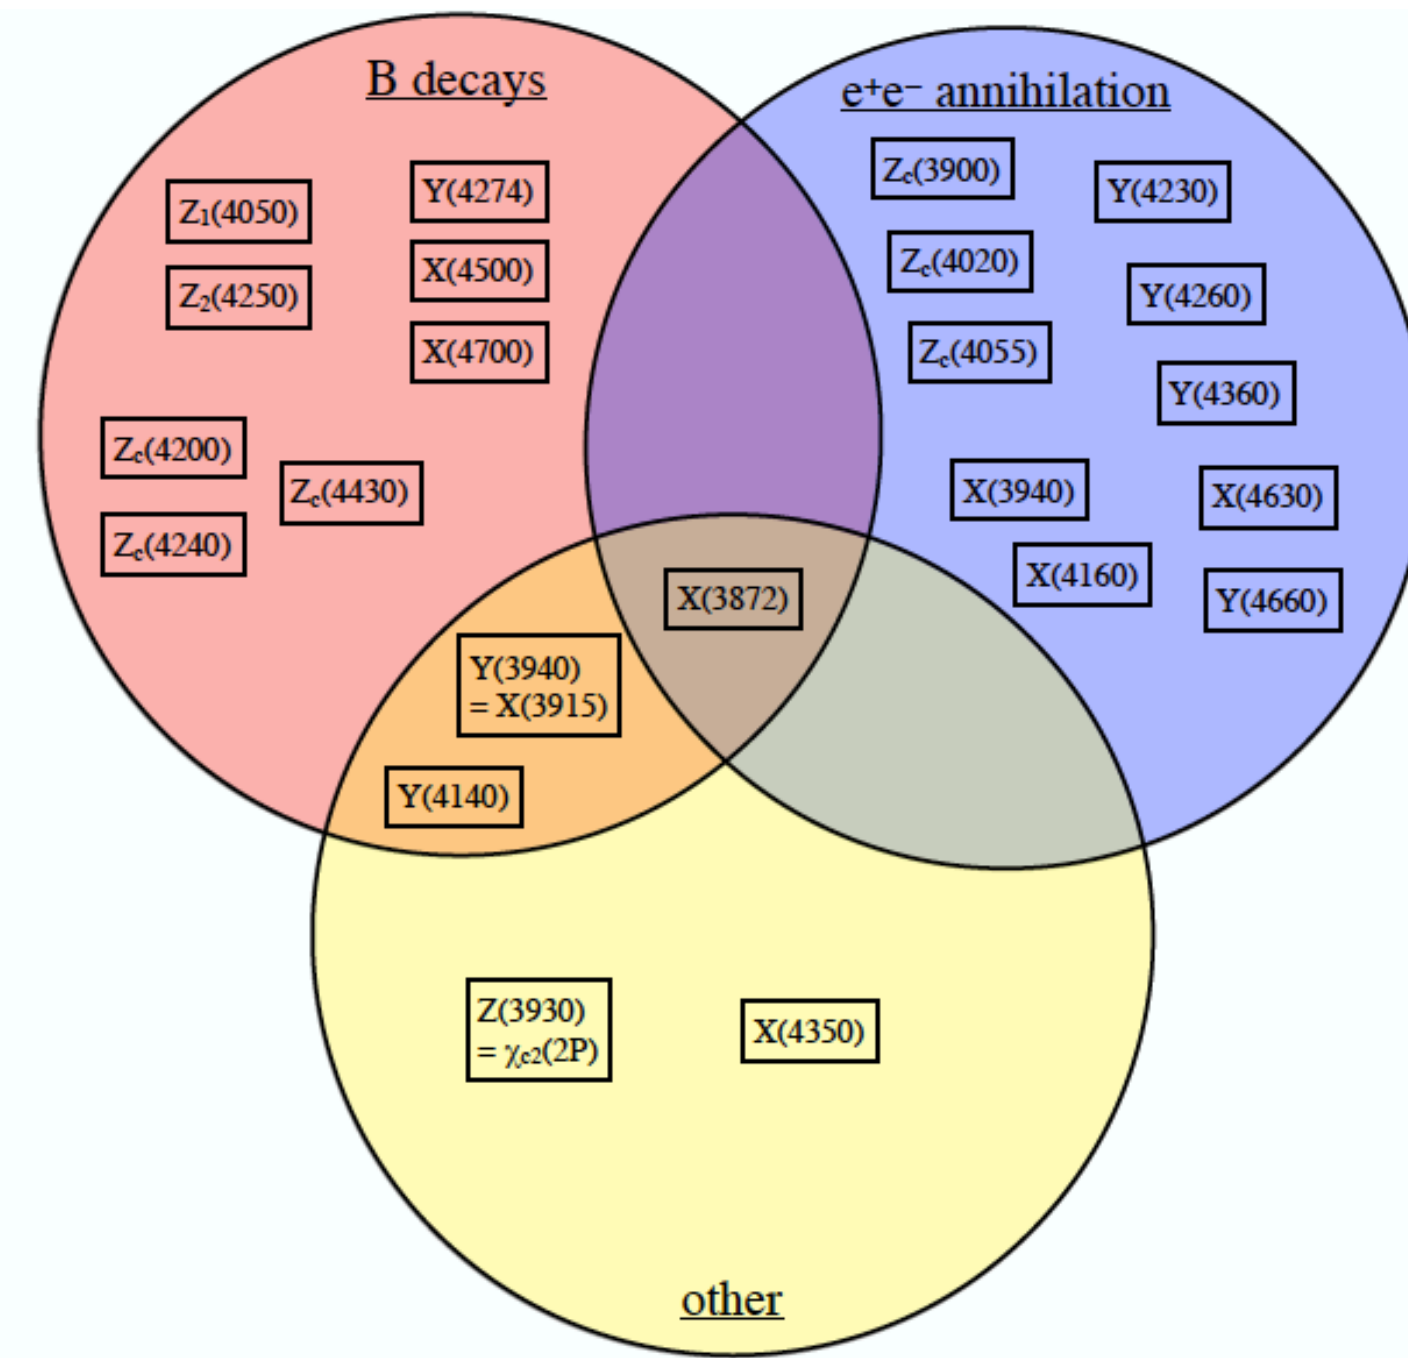 B decays
Z₁(4050)
Z₂(4250)
Y(4274)
X(4500)
X(4700)
Z_c(4200)
Z_c(4430)
Z_c(4240)
e⁺e⁻ annihilation
Z_c(3900)
Z_c(4020)
Z_c(4055)
Y(4230)
Y(4260)
Y(4360)
X(3940)
X(4160)
X(4630)
Y(4660)
X(3872)
Y(3940)
= X(3915)
Y(4140)
Z(3930)
= χ_c2(2P)
X(4350)
other